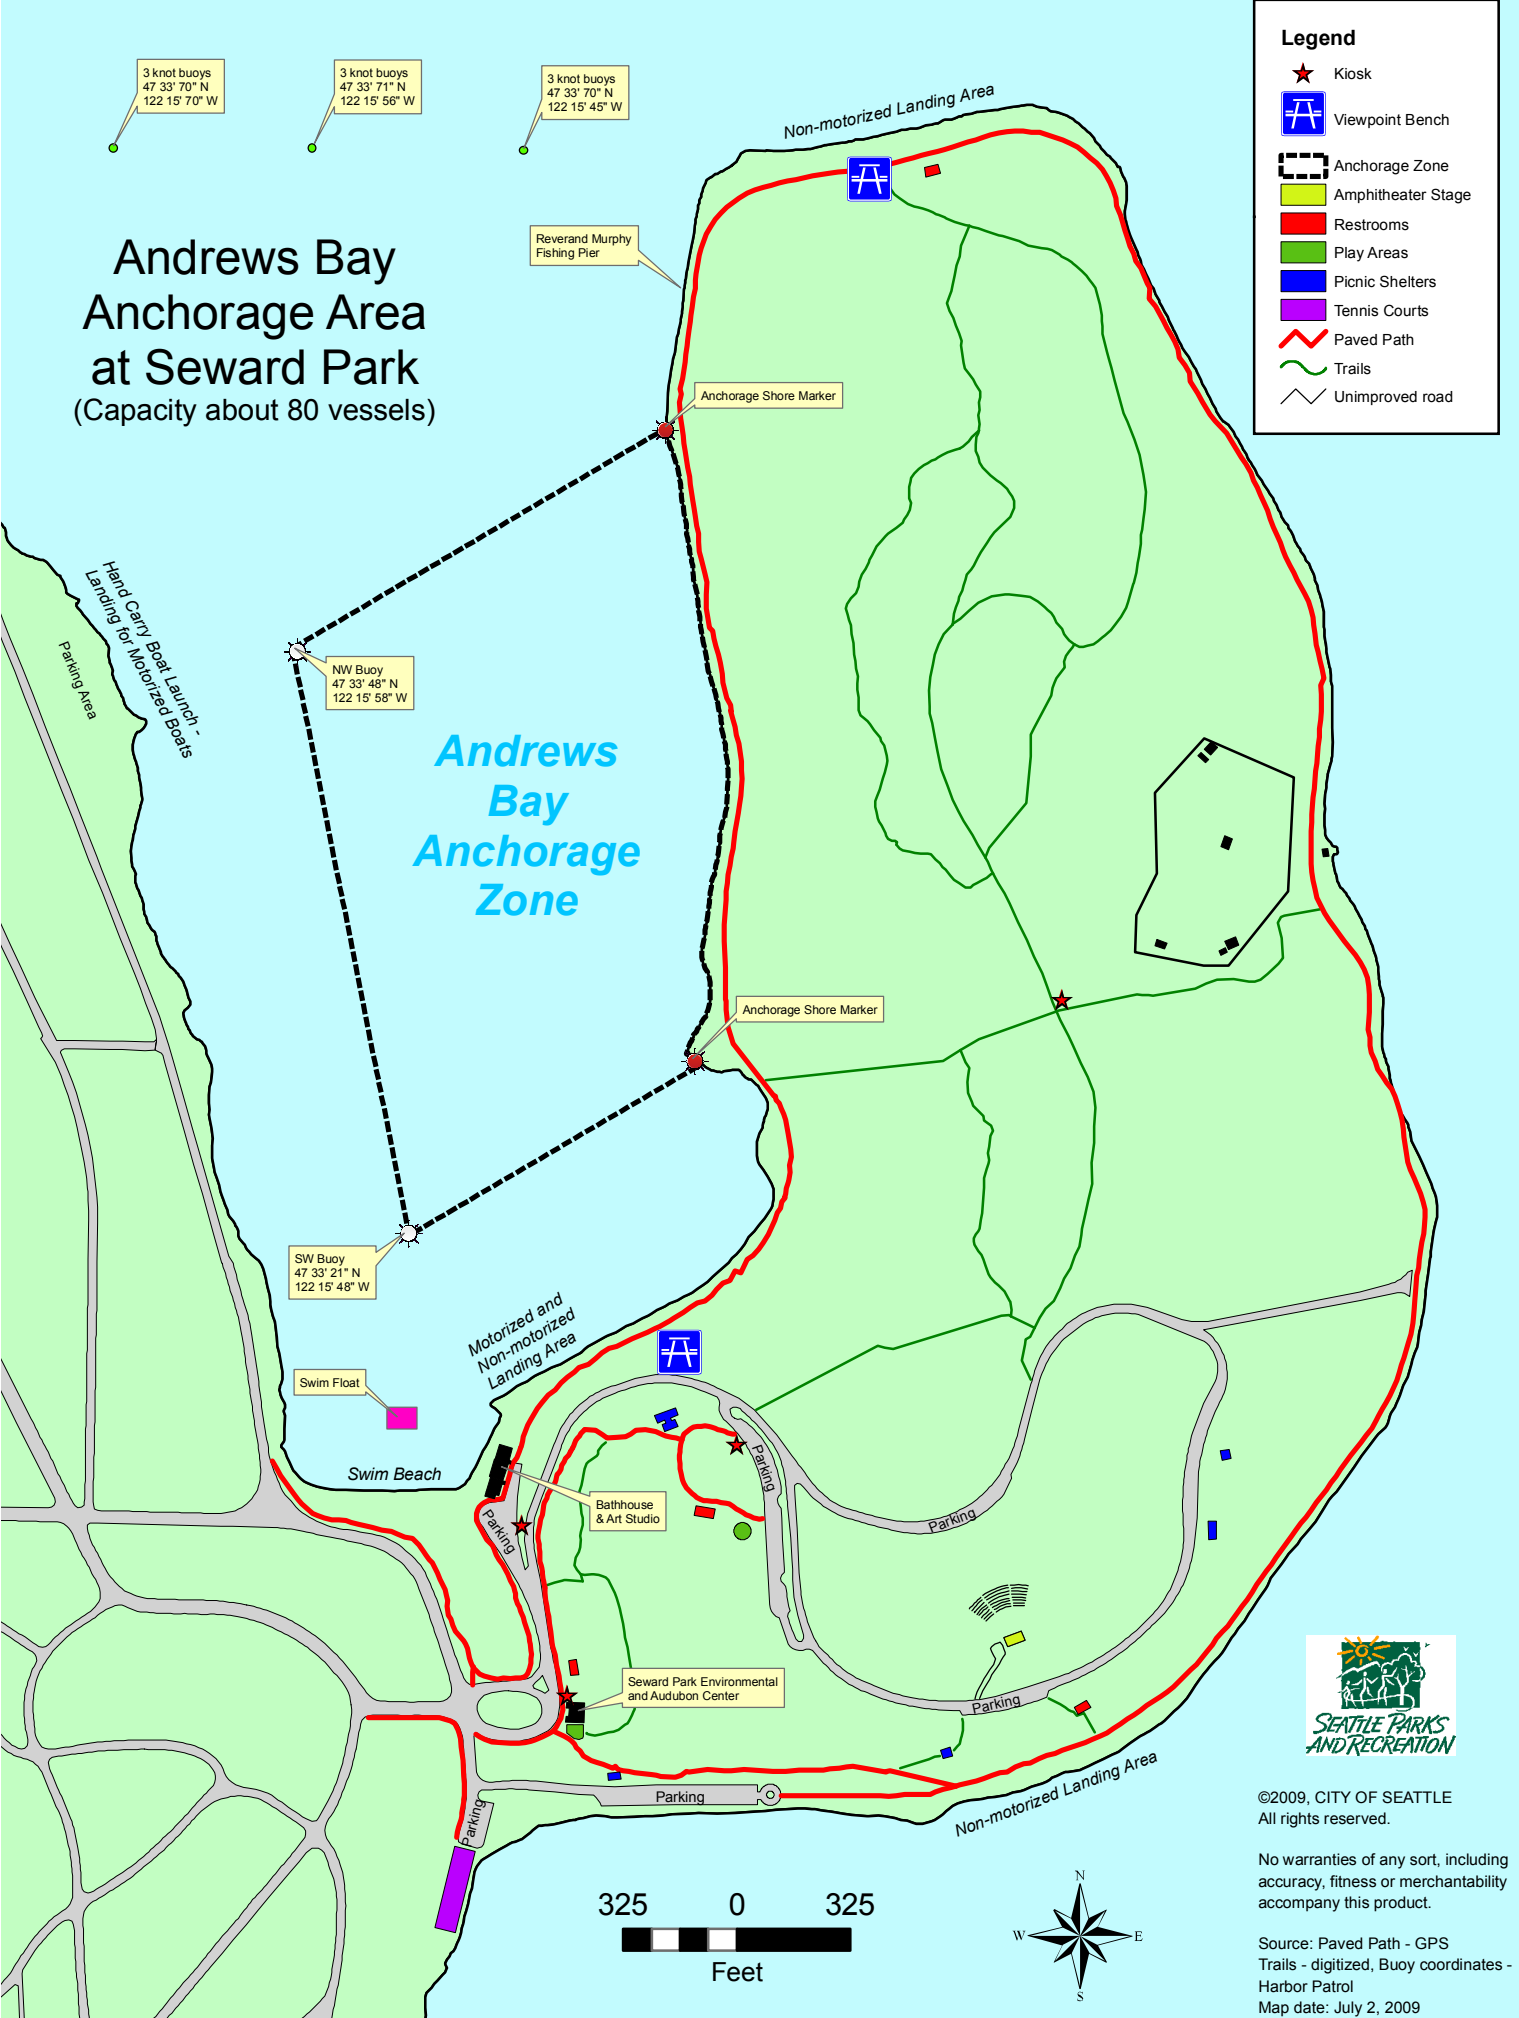 3 knot buoys
47 33' 70" N
122 15' 70" W
3 knot buoys
47 33' 71" N
122 15' 56" W
3 knot buoys
47 33' 70" N
122 15' 45" W
Non-motorized Landing Area
Legend
Kiosk
Viewpoint Bench
Anchorage Zone
Amphitheater Stage
Restrooms
Play Areas
Picnic Shelters
Tennis Courts
Paved Path
Trails
Unimproved road
Andrews Bay
Anchorage Area
at Seward Park
(Capacity about 80 vessels)
Reverand Murphy
Fishing Pier
Anchorage Shore Marker
Hand Carry Boat Launch -
Landing for Motorized Boats
Parking Area
NW Buoy
47 33' 48" N
122 15' 58" W
Andrews
Bay
Anchorage
Zone
Anchorage Shore Marker
SW Buoy
47 33' 21" N
122 15' 48" W
Motorized and
Non-motorized
Landing Area
Swim Float
Swim Beach
Bathhouse
& Art Studio
Parking
Parking
Parking
Seward Park Environmental
and Audubon Center
Parking
Parking
Parking
Non-motorized Landing Area
325 0 325
Feet
N
W
E
S
SEATTLE PARKS
AND RECREATION
©2009, CITY OF SEATTLE
All rights reserved.
No warranties of any sort, including
accuracy, fitness or merchantability
accompany this product.
Source: Paved Path - GPS
Trails - digitized, Buoy coordinates -
Harbor Patrol
Map date: July 2, 2009